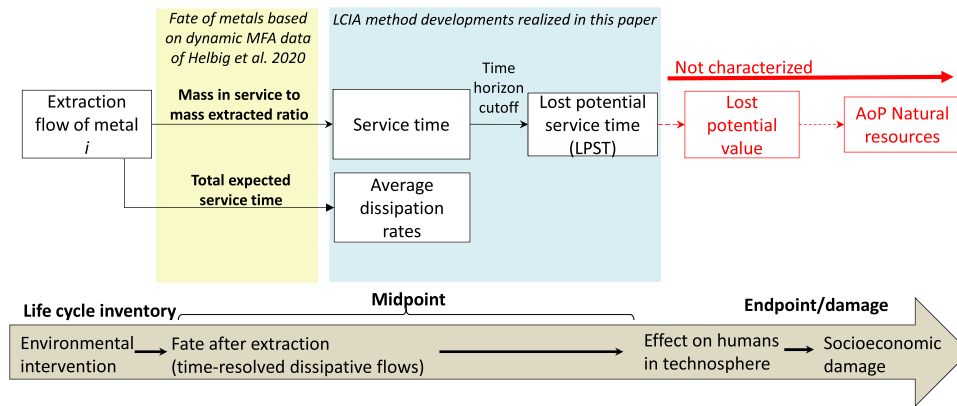 Fate of metals based
on dynamic MFA data
of Helbig et al. 2020
LCIA method developments realized in this paper
Extraction
flow of metal
i
Mass in service to
mass extracted ratio
Service time
Time
horizon
cutoff
Lost potential
service time
(LPST)
Not characterized
Lost
potential
value
AoP Natural
resources
Total expected
service time
Average
dissipation
rates
Life cycle inventory
Midpoint
Endpoint/damage
Environmental
intervention
Fate after extraction
(time-resolved dissipative flows)
Effect on humans
in technosphere
Socioeconomic
damage